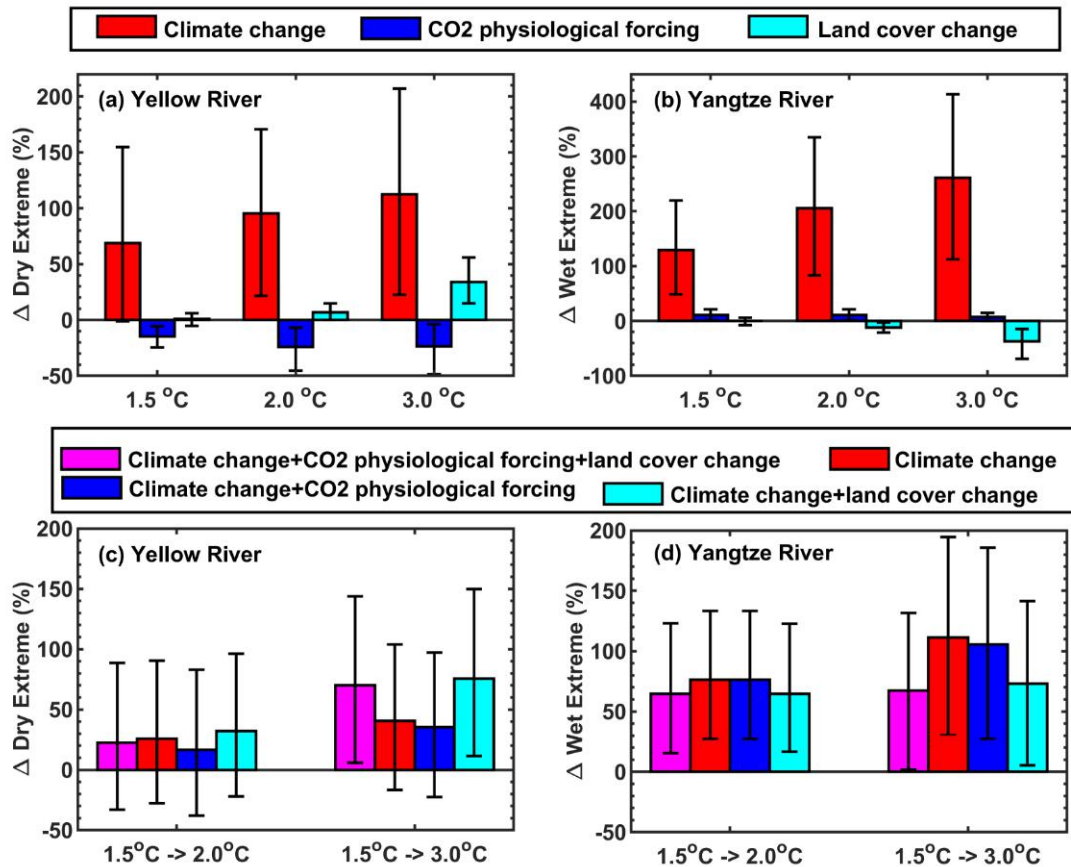 Climate change CO2 physiological forcing Land cover change
(a) Yellow River
Δ Dry Extreme (%)
200
150
100
50
0
-50
1.5 °C 2.0 °C 3.0 °C
(b) Yangtze River
Δ Wet Extreme (%)
400
300
200
100
0
-100
1.5 °C 2.0 °C 3.0 °C
Climate change+CO2 physiological forcing+land cover change Climate change
Climate change+CO2 physiological forcing Climate change+land cover change
(c) Yellow River
Δ Dry Extreme (%)
200
150
100
50
0
-50
1.5°C -> 2.0°C 1.5°C -> 3.0°C
(d) Yangtze River
Δ Wet Extreme (%)
200
150
100
50
0
-50
1.5°C -> 2.0°C 1.5°C -> 3.0°C